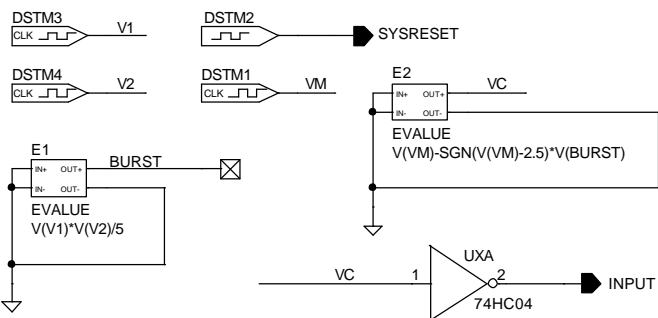 DSTM3
CLK
V1
DSTM2
SYSRESET
DSTM4
CLK
V2
DSTM1
CLK
VM
E2
IN+ OUT+
IN- OUT-
VC
EVALUE
V(VM)-SGN(V(VM)-2.5)*V(BURST)
E1
IN+ OUT+
IN- OUT-
BURST
EVALUE
V(V1)*V(V2)/5
VC
1
UXA
2
74HC04
INPUT